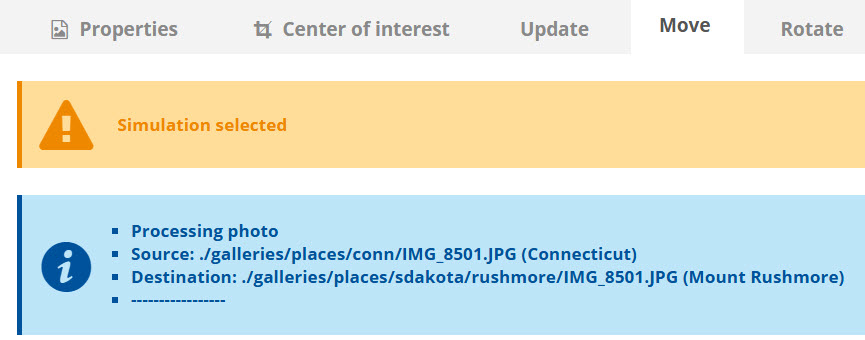 Properties Center of interest Update Move Rotate
Simulation selected
Processing photo
Source: ./galleries/places/conn/IMG_8501.JPG (Connecticut)
Destination: ./galleries/places/sdakota/rushmore/IMG_8501.JPG (Mount Rushmore)
-----------------